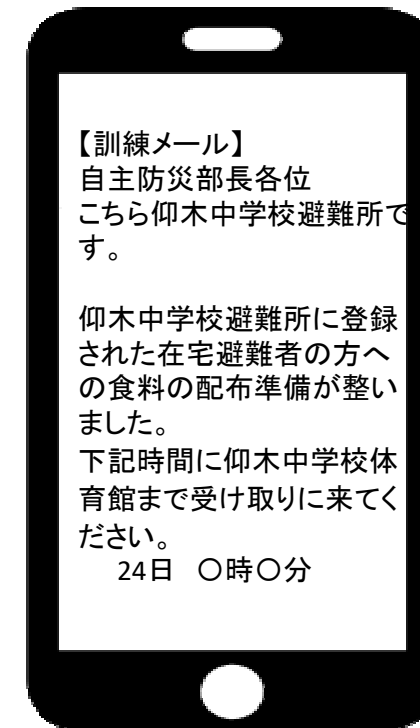 【訓練メール】
自主防災部長各位
こちら仰木中学校避難所で
す。
仰木中学校避難所に登録
された在宅避難者の方へ
の食料の配布準備が整い
ました。
下記時間に仰木中学校体
育館まで受け取りに来てく
ださい。
24日　〇時〇分